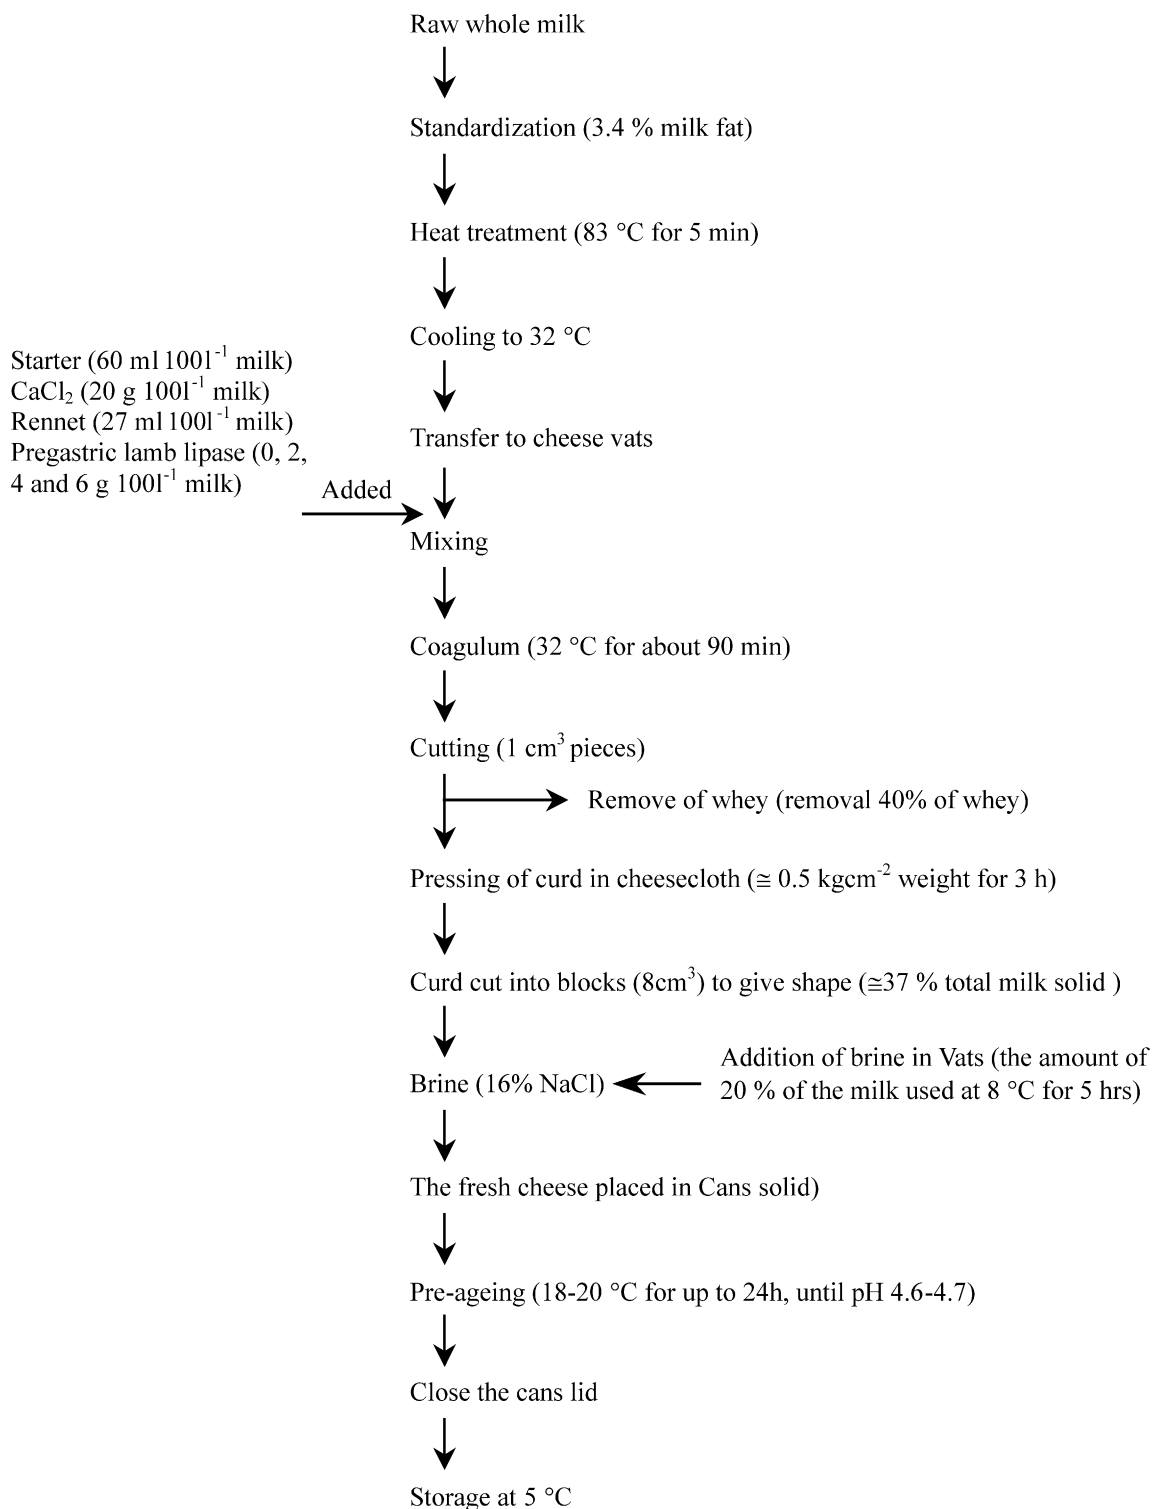 Raw whole milk
Standardization (3.4 % milk fat)
Heat treatment (83 °C for 5 min)
Cooling to 32 °C
Transfer to cheese vats
Starter (60 ml 100l⁻¹ milk)
CaCl₂ (20 g 100l⁻¹ milk)
Rennet (27 ml 100l⁻¹ milk)
Pregastric lamb lipase (0, 2,
4 and 6 g 100l⁻¹ milk)
Added
Mixing
Coagulum (32 °C for about 90 min)
Cutting (1 cm³ pieces)
Remove of whey (removal 40% of whey)
Pressing of curd in cheesecloth (≅ 0.5 kgcm⁻² weight for 3 h)
Curd cut into blocks (8cm³) to give shape (≅37 % total milk solid )
Brine (16% NaCl)
Addition of brine in Vats (the amount of
20 % of the milk used at 8 °C for 5 hrs)
The fresh cheese placed in Cans solid)
Pre-ageing (18-20 °C for up to 24h, until pH 4.6-4.7)
Close the cans lid
Storage at 5 °C